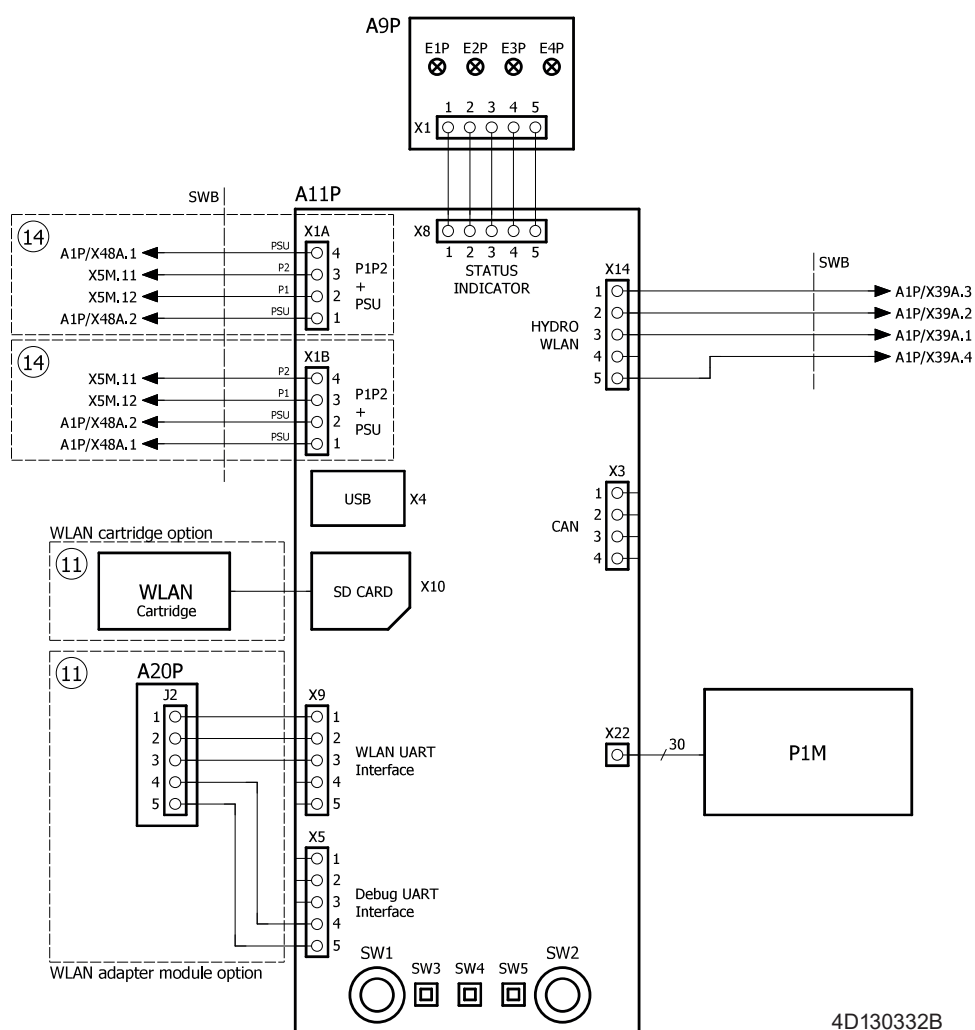 A9P
E1P E2P E3P E4P
1 2 3 4 5
X1
SWB
A11P
14
X1A
A1P/X48A.1 PSU 4
X5M.11 P2 3
X5M.12 P1 2
A1P/X48A.2 PSU 1
P1P2
+
PSU
X8
1 2 3 4 5
STATUS
INDICATOR
X14
SWB
1 A1P/X39A.3
2 A1P/X39A.2
3 A1P/X39A.1
4 A1P/X39A.4
5
HYDRO
WLAN
14
X1B
X5M.11 P2 4
X5M.12 P1 3
A1P/X48A.2 PSU 2
A1P/X48A.1 PSU 1
P1P2
+
PSU
USB X4
X3
1
2
3
4
CAN
WLAN cartridge option
11
WLAN
Cartridge
SD CARD X10
11
A20P
J2
1
2
3
4
5
X9
1
2
3
4
5
WLAN UART
Interface
X22
30
P1M
X5
1
2
3
4
5
Debug UART
Interface
WLAN adapter module option
SW1 SW3 SW4 SW5 SW2
4D130332B